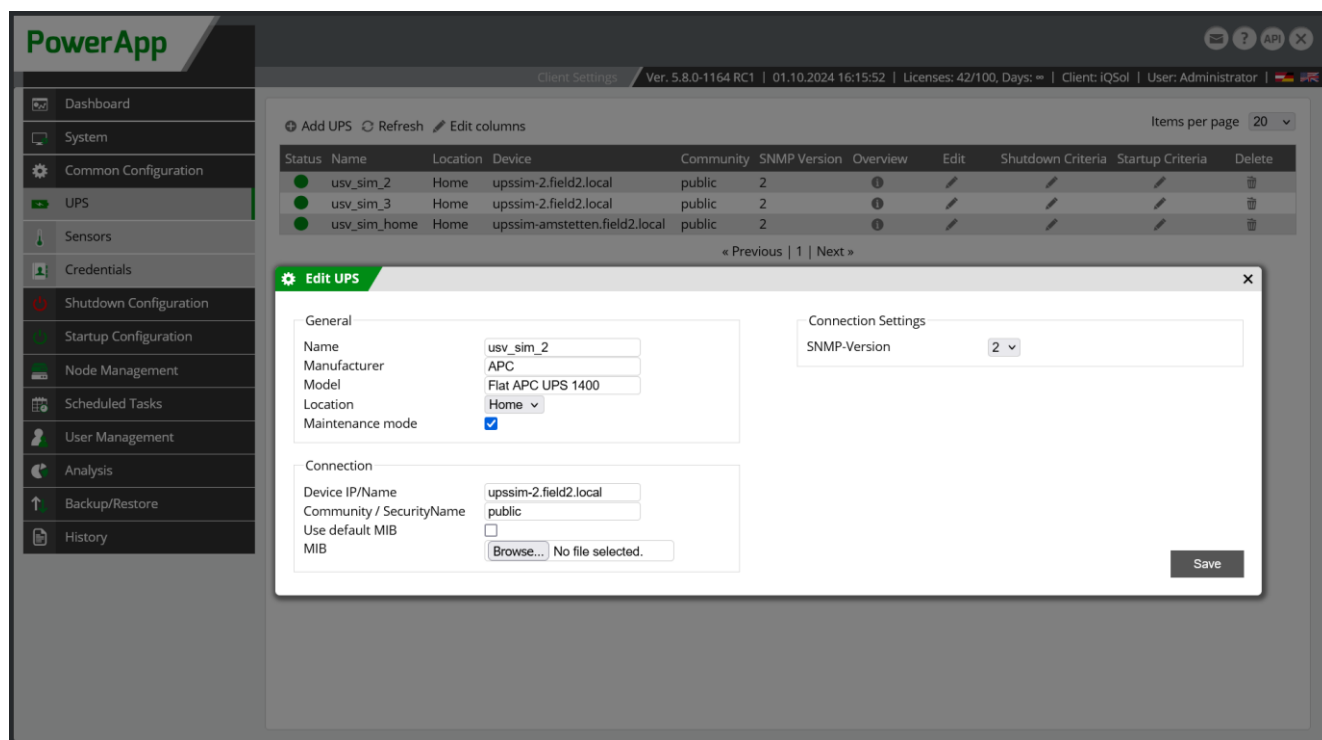 PowerApp
API
Client Settings Ver. 5.8.0-1164 RC1 | 01.10.2024 16:15:52 | Licenses: 42/100, Days: ∞ | Client: iQSol | User: Administrator |
Dashboard
System
Common Configuration
UPS
Sensors
Credentials
Shutdown Configuration
Startup Configuration
Node Management
Scheduled Tasks
User Management
Analysis
Backup/Restore
History
Add UPS Refresh Edit columns Items per page 20
Status Name Location Device Community SNMP Version Overview Edit Shutdown Criteria Startup Criteria Delete
usv_sim_2 Home upssim-2.field2.local public 2
usv_sim_3 Home upssim-2.field2.local public 2
usv_sim_home Home upssim-amstetten.field2.local public 2
« Previous | 1 | Next »
Edit UPS
General
Name usv_sim_2
Manufacturer APC
Model Flat APC UPS 1400
Location Home
Maintenance mode
Connection
Device IP/Name upssim-2.field2.local
Community / SecurityName public
Use default MIB
MIB Browse... No file selected.
Connection Settings
SNMP-Version 2
Save